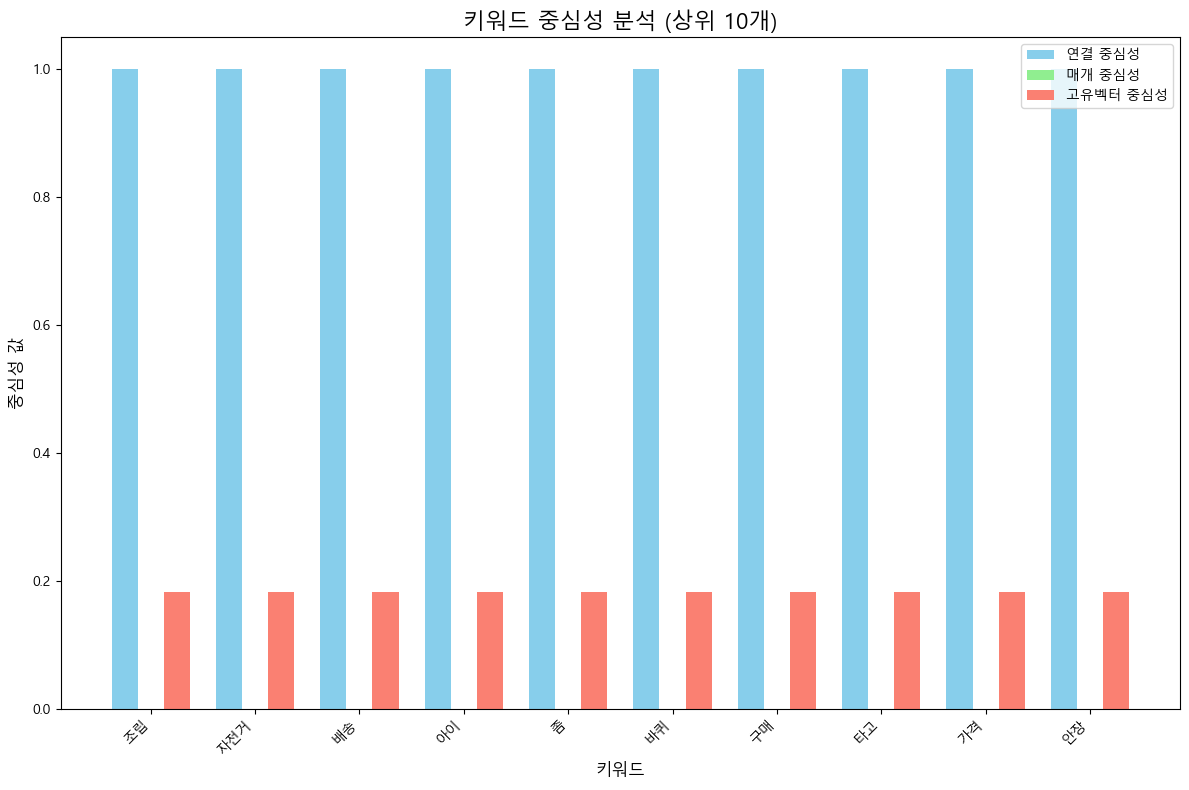 키워드 중심성 분석 (상위 10개)
연결 중심성
매개 중심성
고유벡터 중심성
중심성 값
1.0
0.8
0.6
0.4
0.2
0.0
조립
자전거
배송
아이
좀
바퀴
구매
타고
가격
안장
키워드